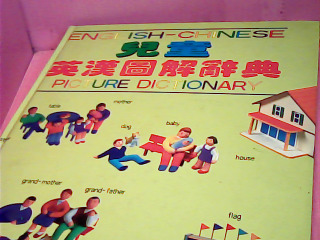 ENGLISH-CHINESE
兒童
英漢圖解辭典
PICTURE DICTIONARY
table
mother
dog
baby
house
grand-mother
grand-father
flag